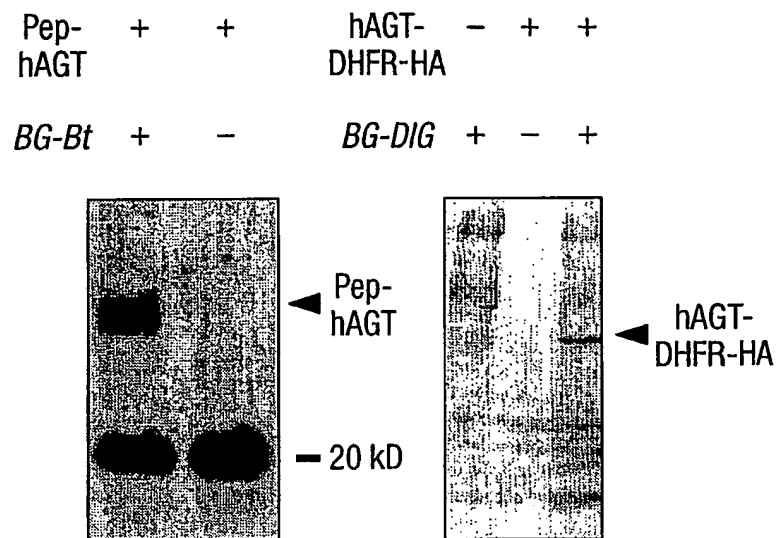 Pep-
hAGT + +
BG-Bt + –
Pep-
hAGT
– 20 kD
hAGT-
DHFR-HA – + +
BG-DIG + – +
hAGT-
DHFR-HA